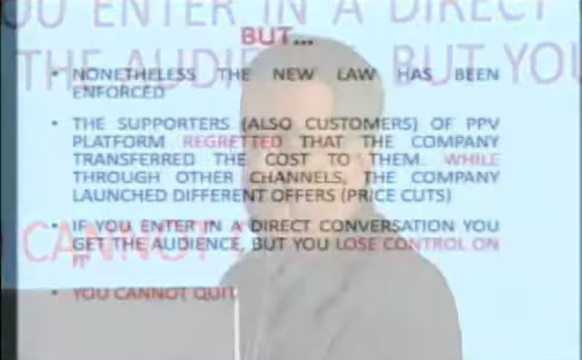 OU ENTER IN A DIRECT
BUT...
THE AUDIE BUT YOU
• NONETHELESS THE NEW LAW HAS BEEN
ENFORCED
• THE SUPPORTERS (ALSO CUSTOMERS) OF PPV
PLATFORM REGRETTED THAT THE COMPANY
TRANSFERRED THE COST TO THEM. WHILE
THROUGH OTHER CHANNELS, THE COMPANY
LAUNCHED DIFFERENT OFFERS (PRICE CUTS)
• IF YOU ENTER IN A DIRECT CONVERSATION YOU
GET THE AUDIENCE, BUT YOU LOSE CONTROL ON
IT
CANNOT
• YOU CANNOT QUIT